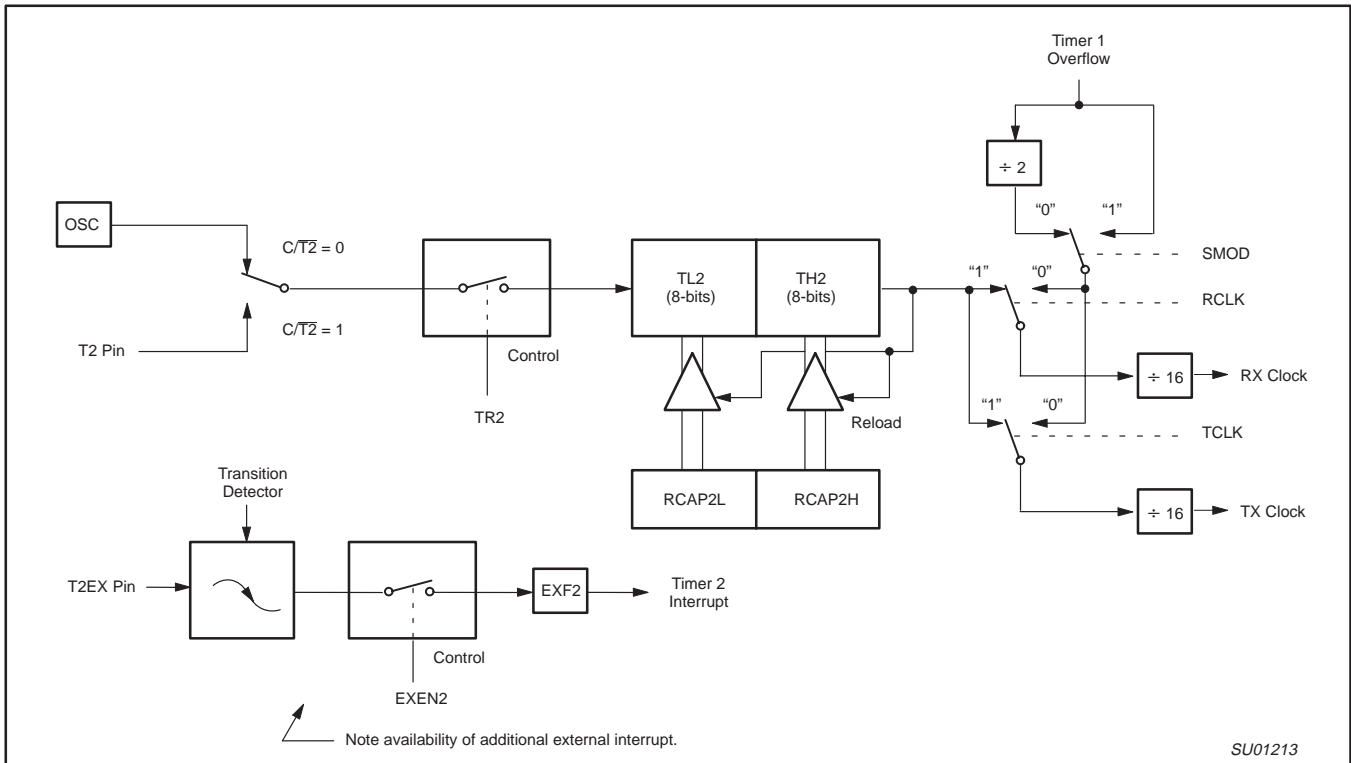 Timer 1
Overflow
÷ 2
“0” “1”
OSC
C/T̅2̅ = 0
SMOD
TL2
(8-bits)
TH2
(8-bits)
“1” “0”
RCLK
C/T̅2̅ = 1
T2 Pin
Control
÷ 16
RX Clock
TR2
Reload
“1” “0”
TCLK
Transition
Detector
RCAP2L
RCAP2H
÷ 16
TX Clock
T2EX Pin
EXF2
Timer 2
Interrupt
Control
EXEN2
Note availability of additional external interrupt.
SU01213